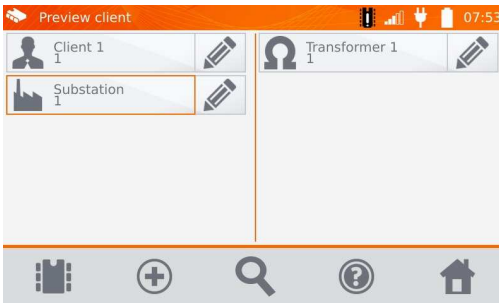 Preview client
07:53
Client 1
1
Transformer 1
1
Substation
1